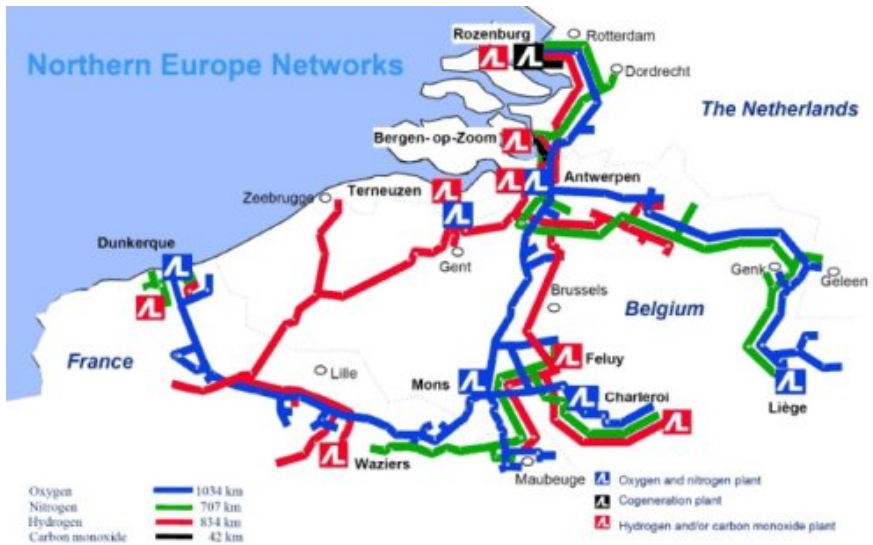 Northern Europe Networks
Rozenburg
Rotterdam
Dordrecht
The Netherlands
Bergen-op-Zoom
Antwerpen
Terneuzen
Zeebrugge
Dunkerque
Gent
Genk
Geleen
Brussels
Belgium
France
Lille
Mons
Feluy
Charleroi
Liège
Waziers
Maubeuge
Oxygen 1034 km
Nitrogen 707 km
Hydrogen 834 km
Carbon monoxide 42 km
Oxygen and nitrogen plant
Cogeneration plant
Hydrogen and/or carbon monoxide plant